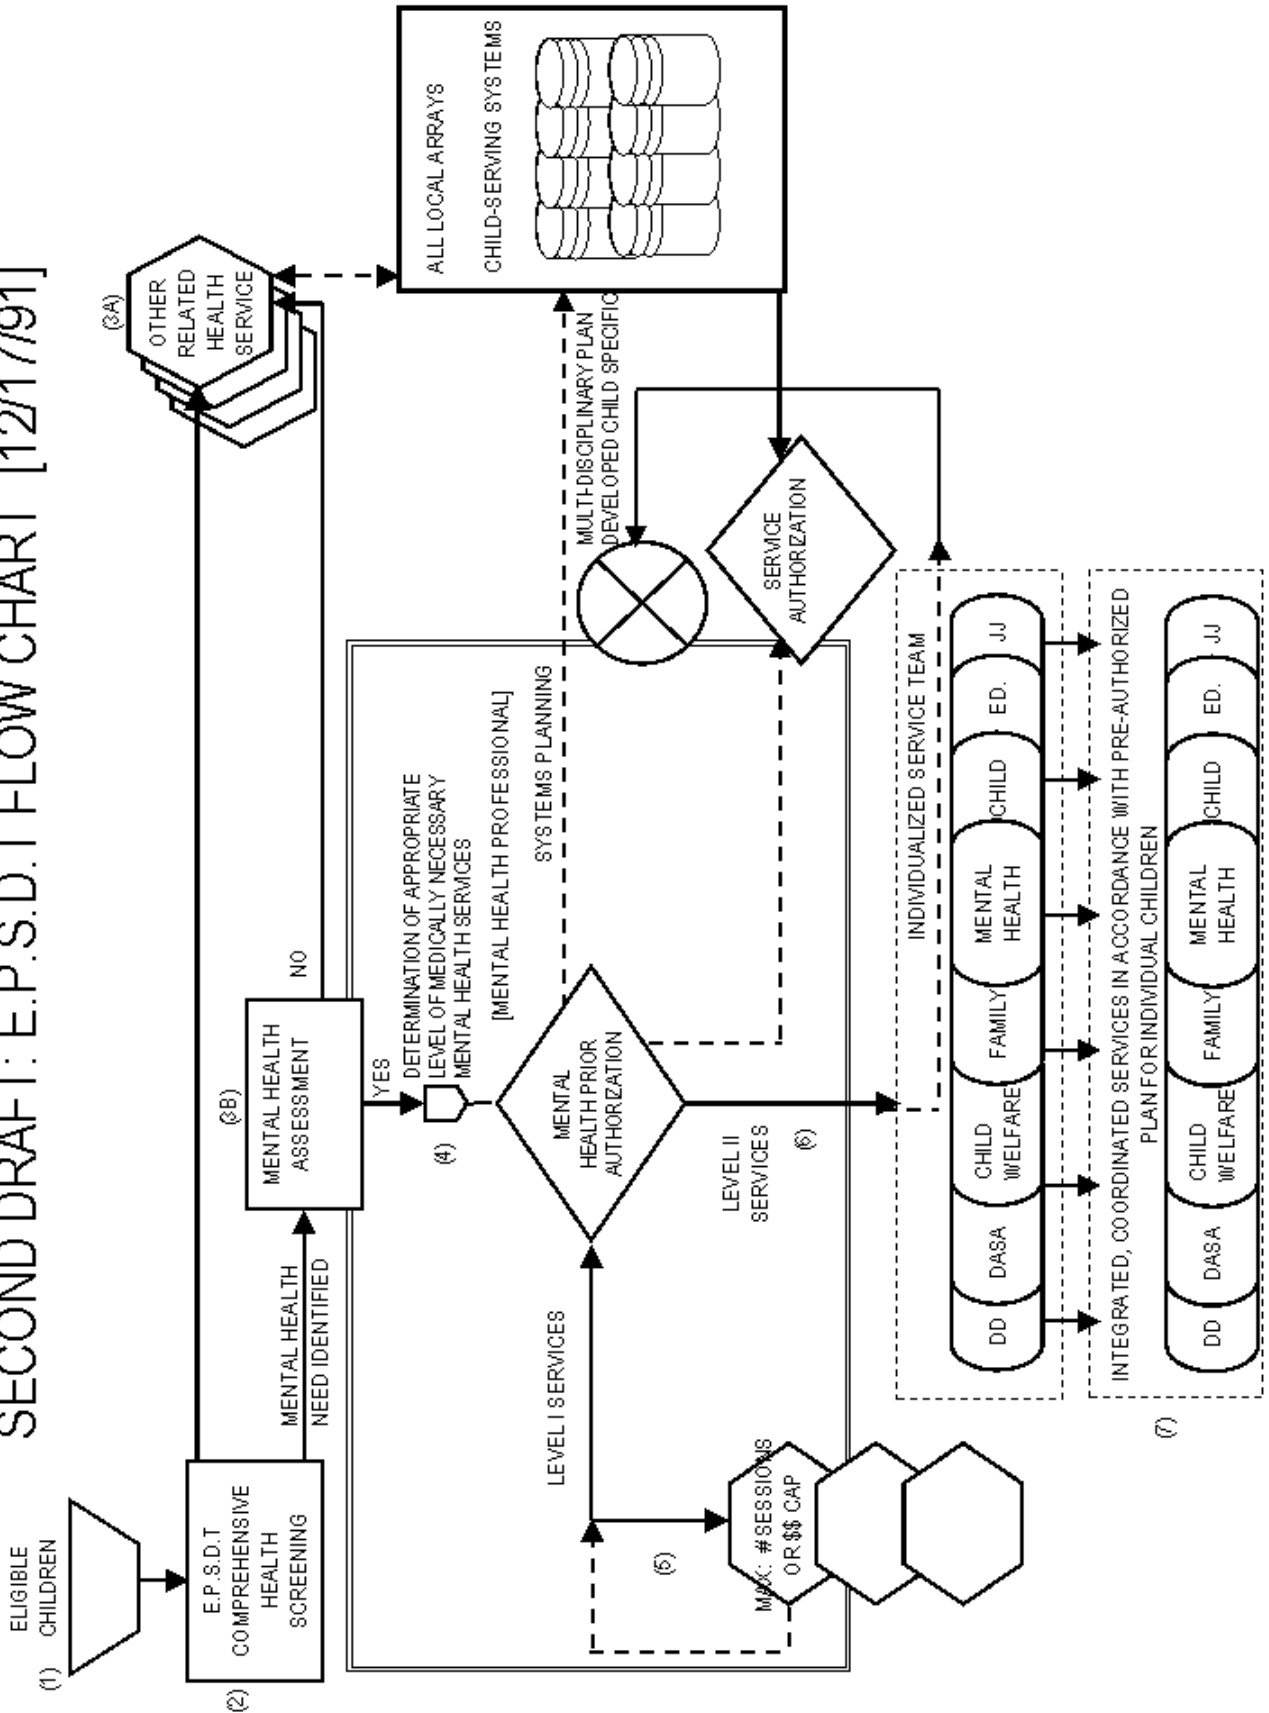 SECOND DRAFT: E.P.S.D.T FLOW CHART [12/17/91]
(1)
ELIGIBLE
CHILDREN
(2)
E.P.S.D.T
COMPREHENSIVE
HEALTH
SCREENING
MENTAL HEALTH
NEED IDENTIFIED
(3A)
OTHER
RELATED
HEALTH
SERVICE
(3B)
MENTAL HEALTH
ASSESSMENT
NO
YES
(4)
DETERMINATION OF APPROPRIATE
LEVEL OF MEDICALLY NECESSARY
MENTAL HEALTH SERVICES
[MENTAL HEALTH PROFESSIONAL]
SYSTEMS PLANNING
MULTI-DISCIPLINARY PLAN
DEVELOPED CHILD SPECIFIC
ALL LOCAL ARRAYS
CHILD-SERVING SYSTEMS
MENTAL
HEALTH PRIOR
AUTHORIZATION
LEVEL I SERVICES
(5)
MAX: #SESSIONS
OR $$ CAP
LEVEL II
SERVICES
(6)
SERVICE
AUTHORIZATION
INDIVIDUALIZED SERVICE TEAM
DD
DASA
CHILD
WELFARE
FAMILY
MENTAL
HEALTH
CHILD
ED.
JJ
(7)
INTEGRATED, COORDINATED SERVICES IN ACCORDANCE WITH PRE-AUTHORIZED
PLAN FOR INDIVIDUAL CHILDREN
DD
DASA
CHILD
WELFARE
FAMILY
MENTAL
HEALTH
CHILD
ED.
JJ